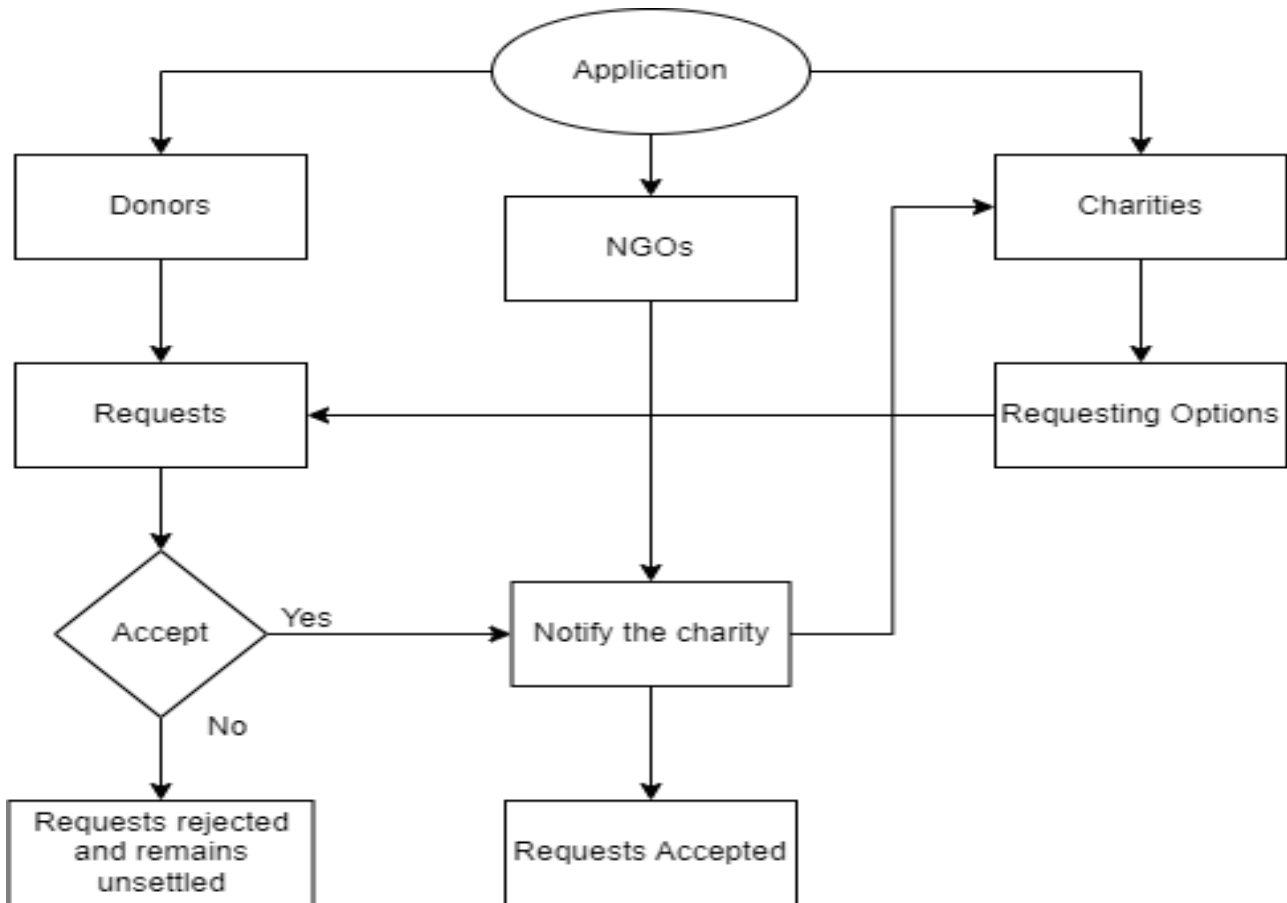 Application
Donors
NGOs
Charities
Requests
Requesting Options
Accept
Yes
Notify the charity
No
Requests rejected
and remains
unsettled
Requests Accepted